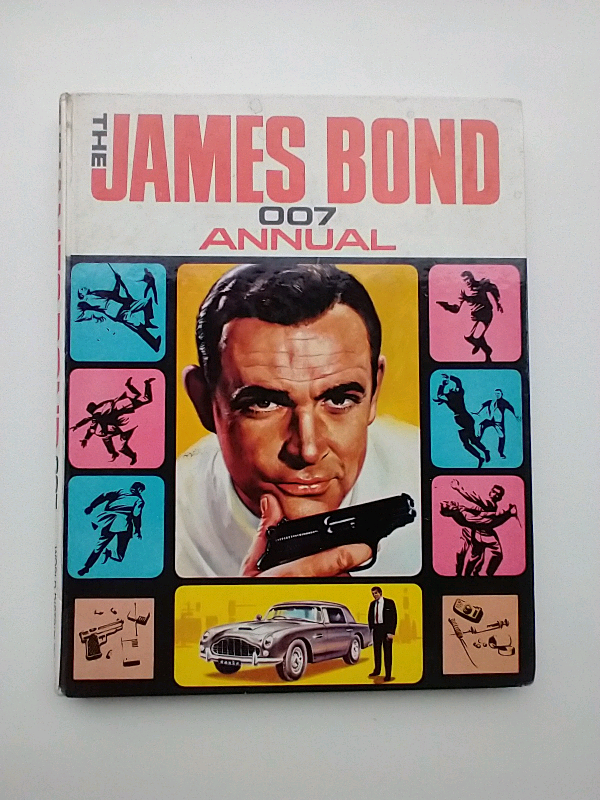 THE JAMES BOND
007
ANNUAL